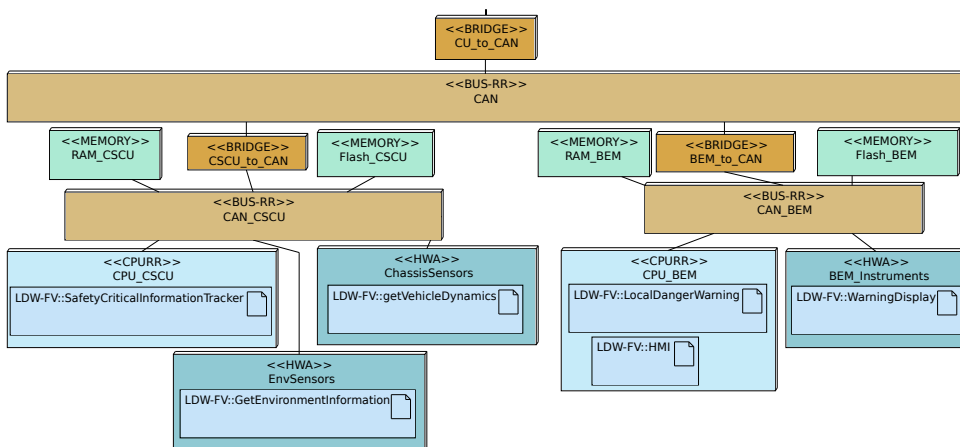 <<BRIDGE>>
CU_to_CAN
<<BUS-RR>>
CAN
<<MEMORY>>
RAM_CSCU
<<BRIDGE>>
CSCU_to_CAN
<<MEMORY>>
Flash_CSCU
<<MEMORY>>
RAM_BEM
<<BRIDGE>>
BEM_to_CAN
<<MEMORY>>
Flash_BEM
<<BUS-RR>>
CAN_CSCU
<<BUS-RR>>
CAN_BEM
<<CPURR>>
CPU_CSCU
LDW-FV::SafetyCriticalInformationTracker
<<HWA>>
ChassisSensors
LDW-FV::getVehicleDynamics
<<CPURR>>
CPU_BEM
LDW-FV::LocalDangerWarning
LDW-FV::HMI
<<HWA>>
BEM_Instruments
LDW-FV::WarningDisplay
<<HWA>>
EnvSensors
LDW-FV::GetEnvironmentInformation